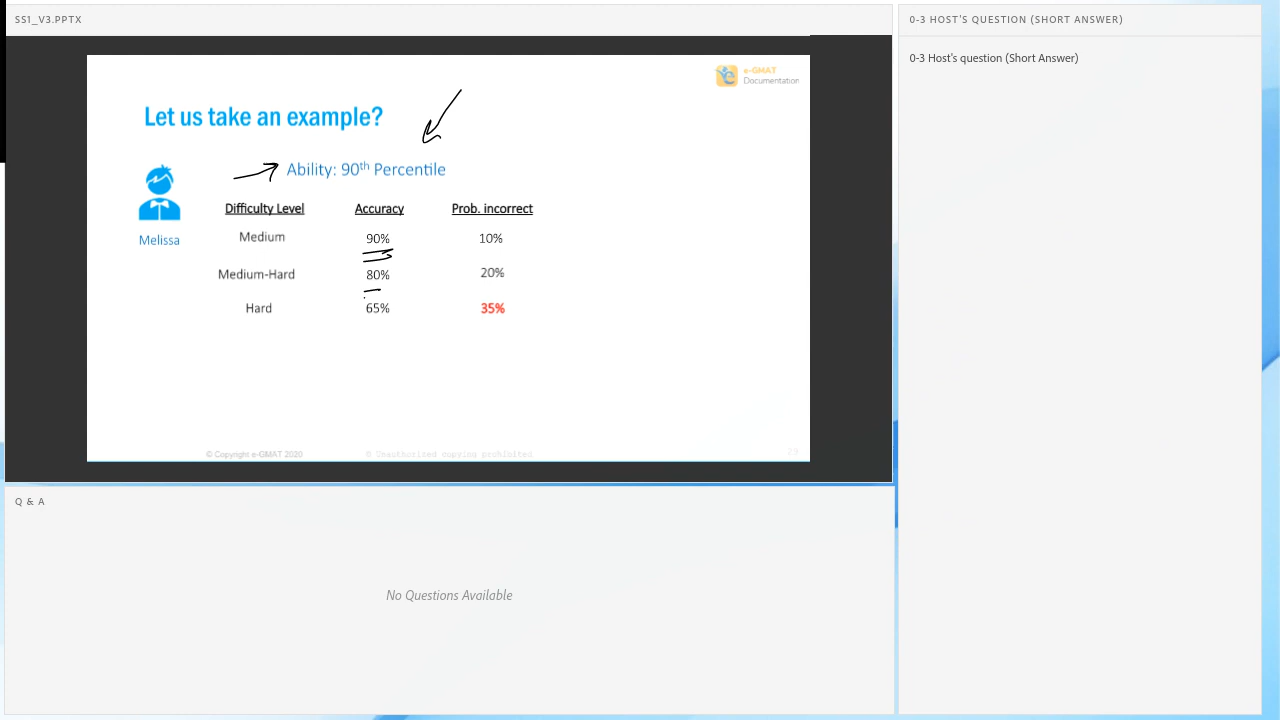 SS1_V3.PPTX
0-3 HOST'S QUESTION (SHORT ANSWER)
0-3 Host's question (Short Answer)
e-GMAT
Documentation
Let us take an example?
Ability: 90th Percentile
Melissa
Difficulty Level Accuracy Prob. incorrect
Medium 90% 10%
Medium-Hard 80% 20%
Hard 65% 35%
© Copyright e-GMAT 2020
© Unauthorized copying prohibited
Q & A
No Questions Available